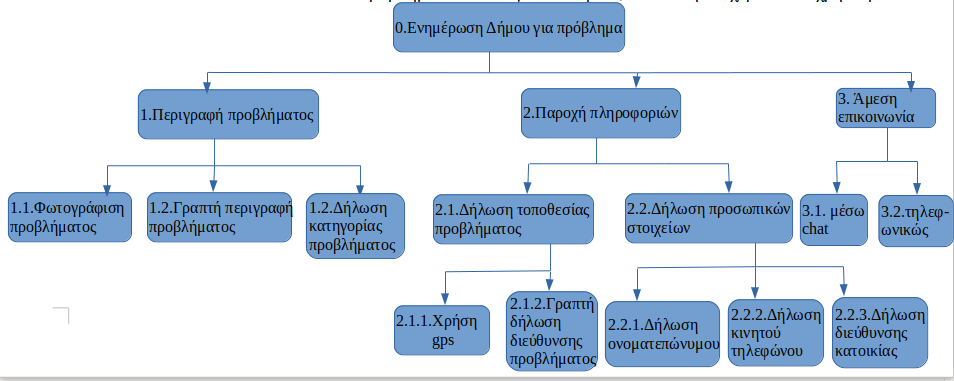 0.Ενημέρωση Δήμου για πρόβλημα
1.Περιγραφή προβλήματος
2.Παροχή πληροφοριών
3. Άμεση
επικοινωνία
1.1.Φωτογράφιση
προβλήματος
1.2.Γραπτή περιγραφή
προβλήματος
1.2.Δήλωση
κατηγορίας
προβλήματος
2.1.Δήλωση τοποθεσίας
προβλήματος
2.2.Δήλωση προσωπικών
στοιχείων
3.1. μέσω
chat
3.2.τηλεφ-
ωνικώς
2.1.1.Χρήση
gps
2.1.2.Γραπτή
δήλωση
διεύθυνσης
προβλήματος
2.2.1.Δήλωση
ονοματεπώνυμου
2.2.2.Δήλωση
κινητού
τηλεφώνου
2.2.3.Δήλωση
διεύθυνσης
κατοικίας